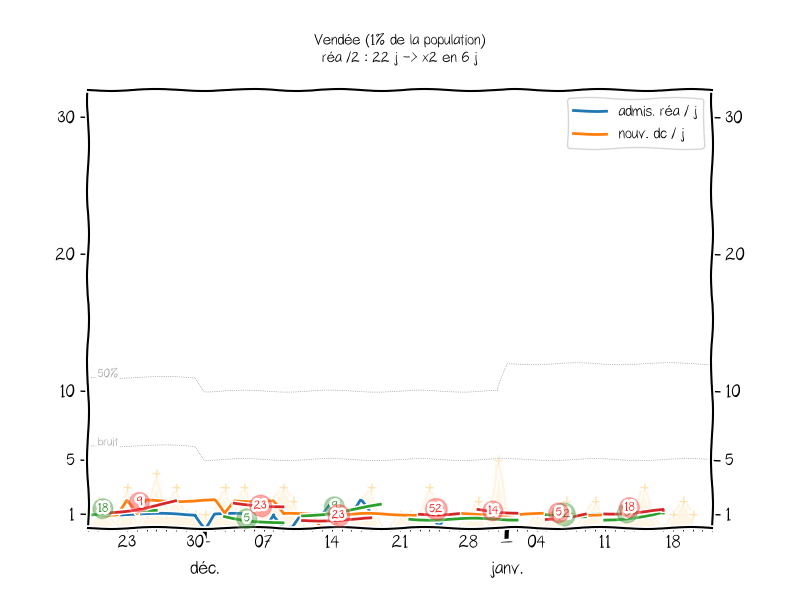 Vendée (1% de la population)
réa /2 : 22 j -> x2 en 6 j
admis. réa / j
nouv. dc / j
30 30
20 20
50%
10 10
bruit
5 5
18 9 5 23 9 23 52 14 52 18
1 1
23 30 07 14 21 28 04 11 18
déc. janv.